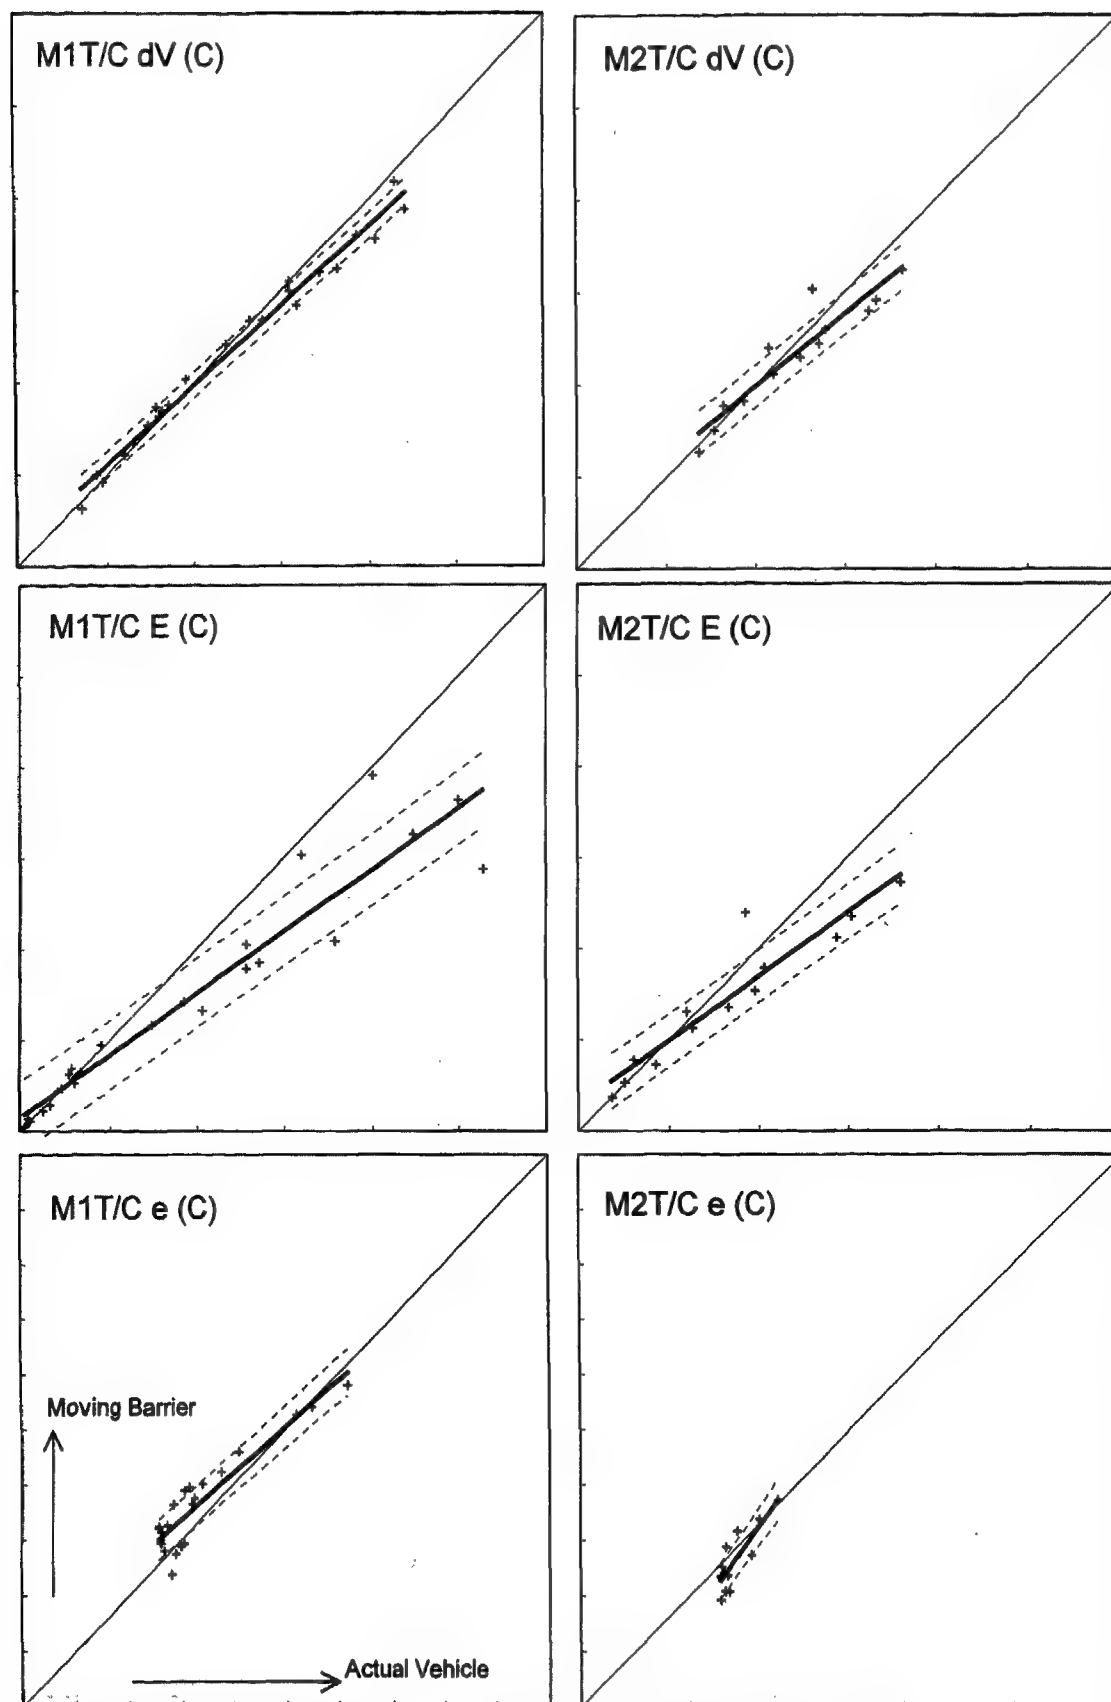 M1T/C dV (C)
M2T/C dV (C)
M1T/C E (C)
M2T/C E (C)
M1T/C e (C)
M2T/C e (C)
Moving Barrier
Actual Vehicle